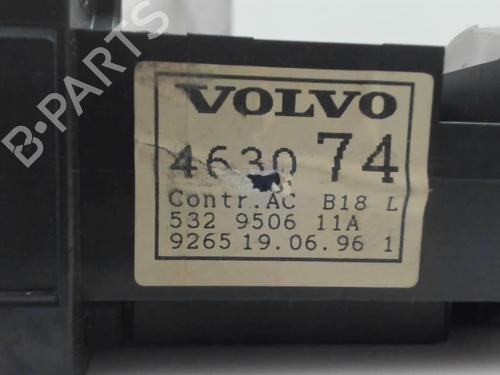 B-PARTS
VOLVO
4630 74
Contr.AC B18 L
532 9506 11A
9265 19.06.96 1